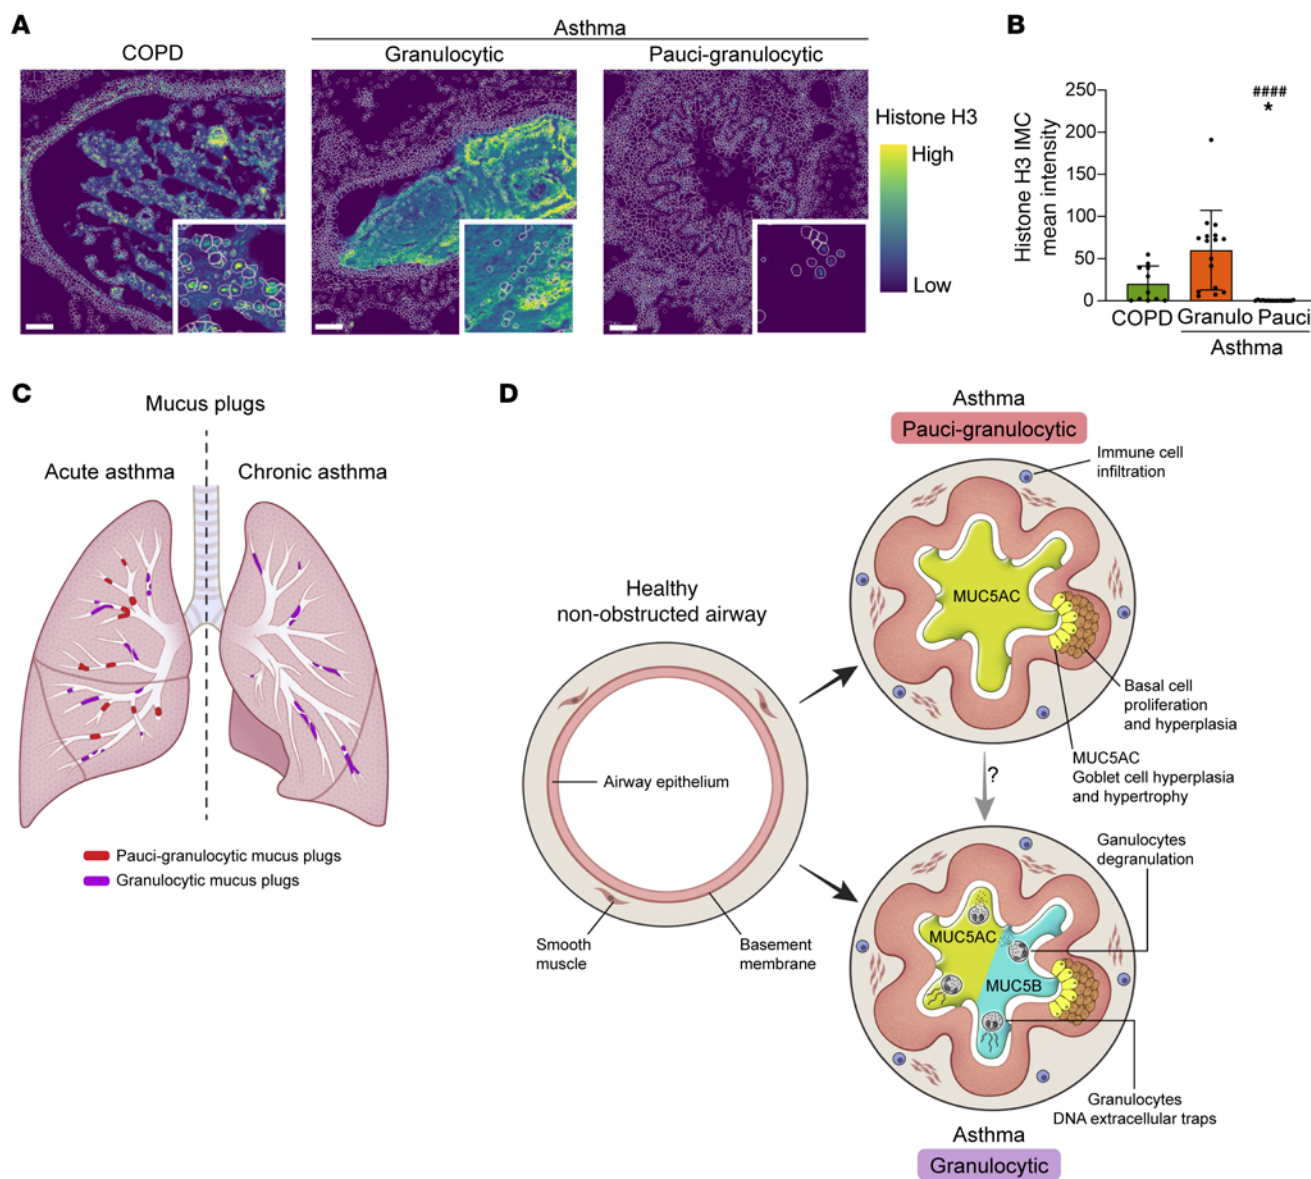 A
Asthma
COPD
Granulocytic
Pauci-granulocytic
Histone H3
High
Low
B
Histone H3 IMC
mean intensity
250
200
150
100
50
0
####
*
COPD
Granulo
Pauci
Asthma
C
Mucus plugs
Acute asthma
Chronic asthma
Pauci-granulocytic mucus plugs
Granulocytic mucus plugs
D
Asthma
Pauci-granulocytic
Immune cell
infiltration
MUC5AC
Basal cell
proliferation
and hyperplasia
MUC5AC
Goblet cell hyperplasia
and hypertrophy
Healthy
non-obstructed airway
Airway epithelium
Smooth
muscle
Basement
membrane
?
Ganulocytes
degranulation
MUC5AC
MUC5B
Granulocytes
DNA extracellular traps
Asthma
Granulocytic